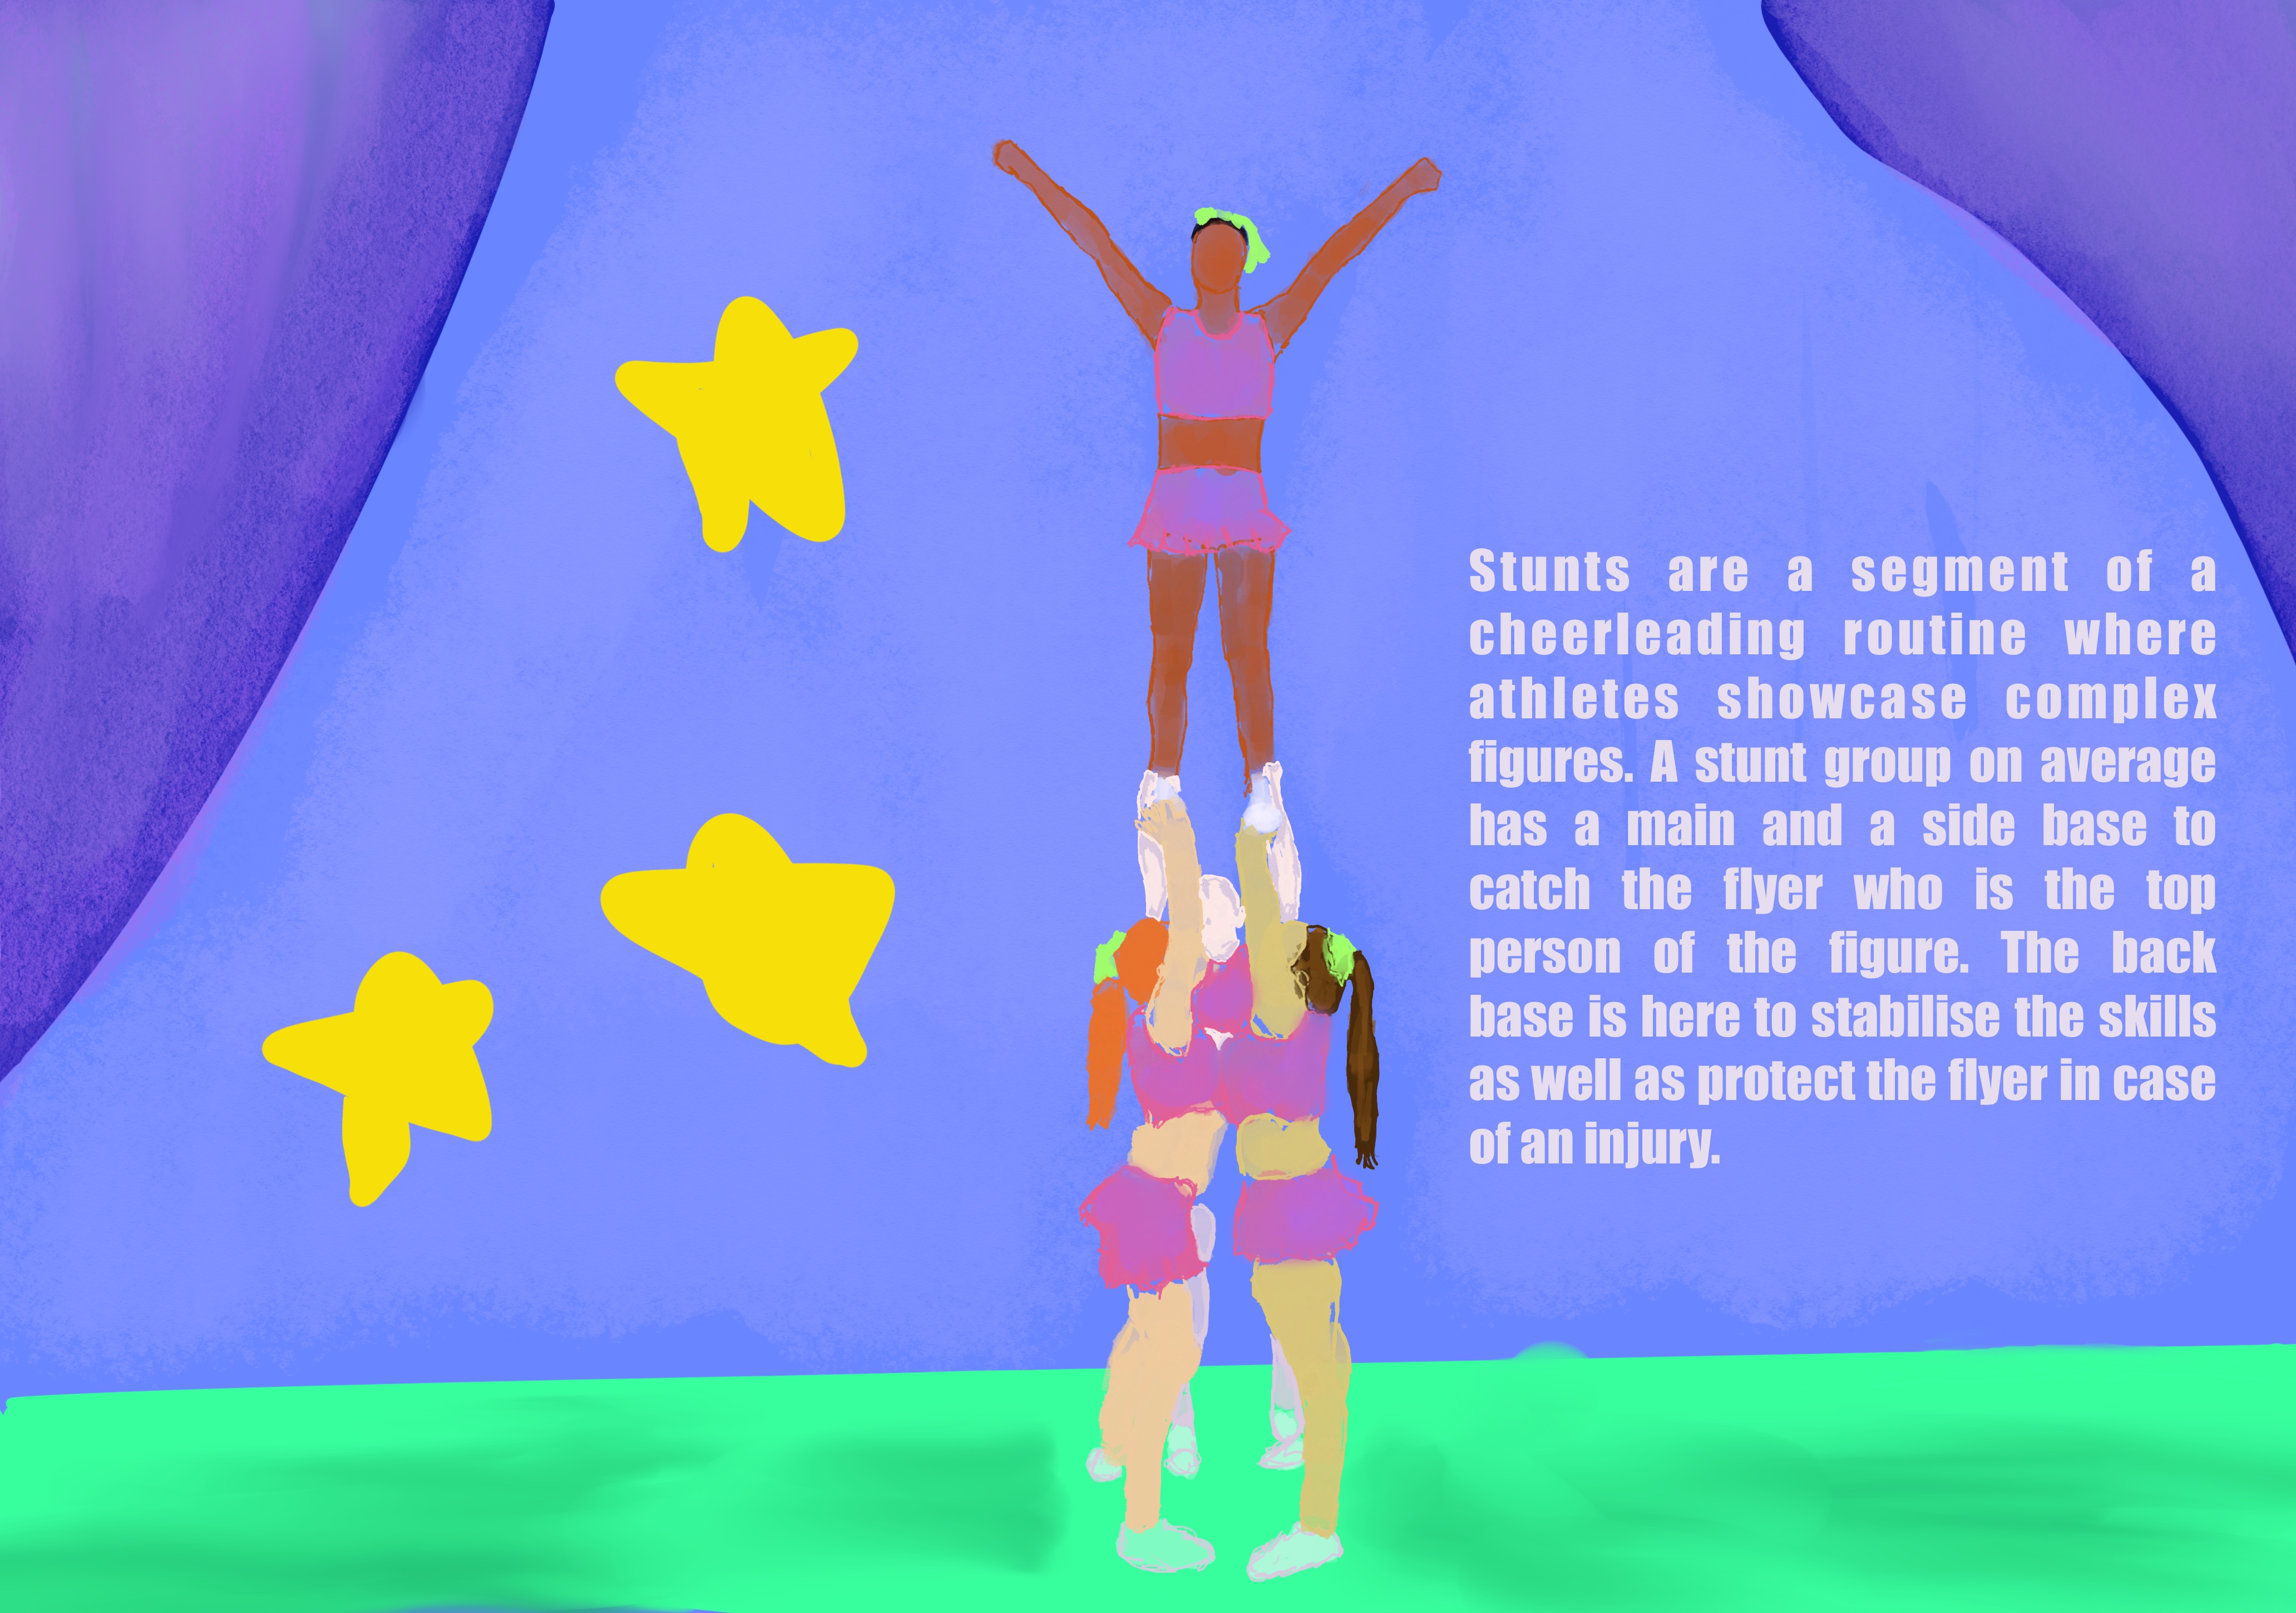 Stunts are a segment of a
cheerleading routine where
athletes showcase complex
figures. A stunt group on average
has a main and a side base to
catch the flyer who is the top
person of the figure. The back
base is here to stabilise the skills
as well as protect the flyer in case
of an injury.